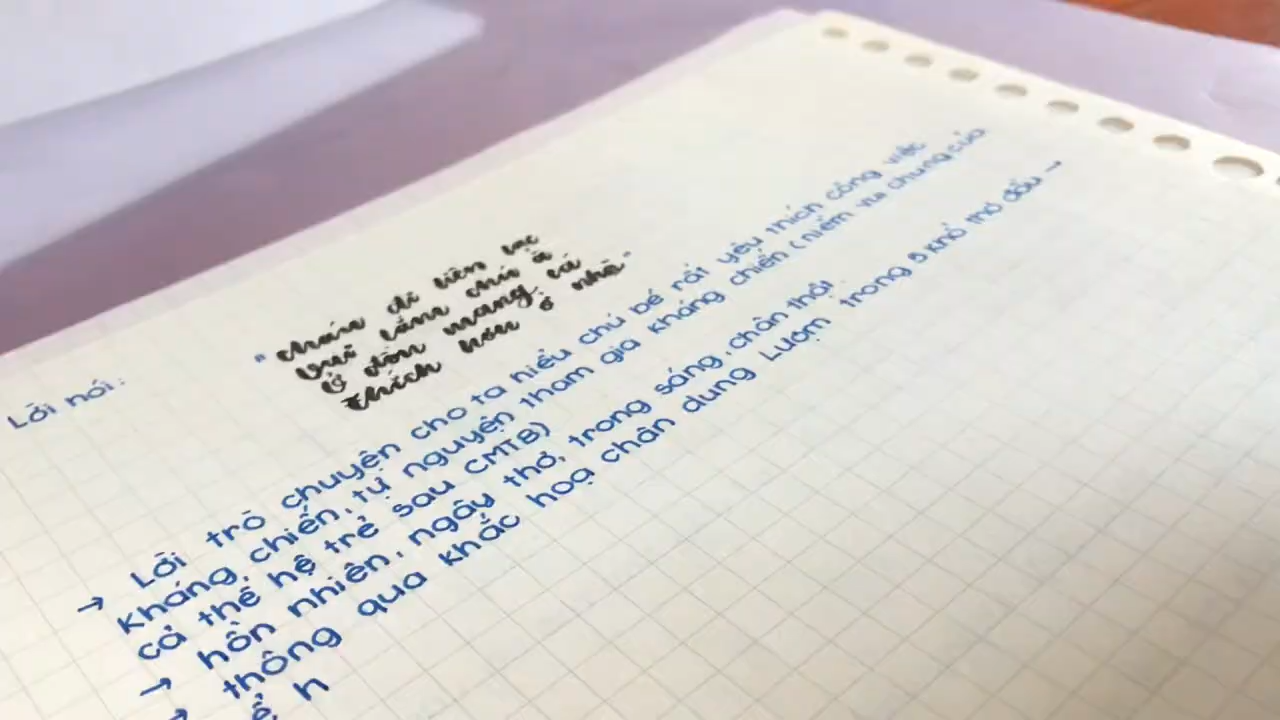 Lời nói:
"cháu đi liên lạc
vui lắm chú à
ở đồn mang cá
thích hơn ở nhà"
→ Lời trò chuyện cho ta hiểu chú bé rất yêu thích công việc
kháng chiến, tự nguyện tham gia kháng chiến (niềm vui chung của
cả thế hệ trẻ sau CMT8)
→ hồn nhiên, ngây thơ, trong sáng, chân thật
→ thông qua khắc hoạ chân dung Lượm trong 5 khổ thơ đầu →
h